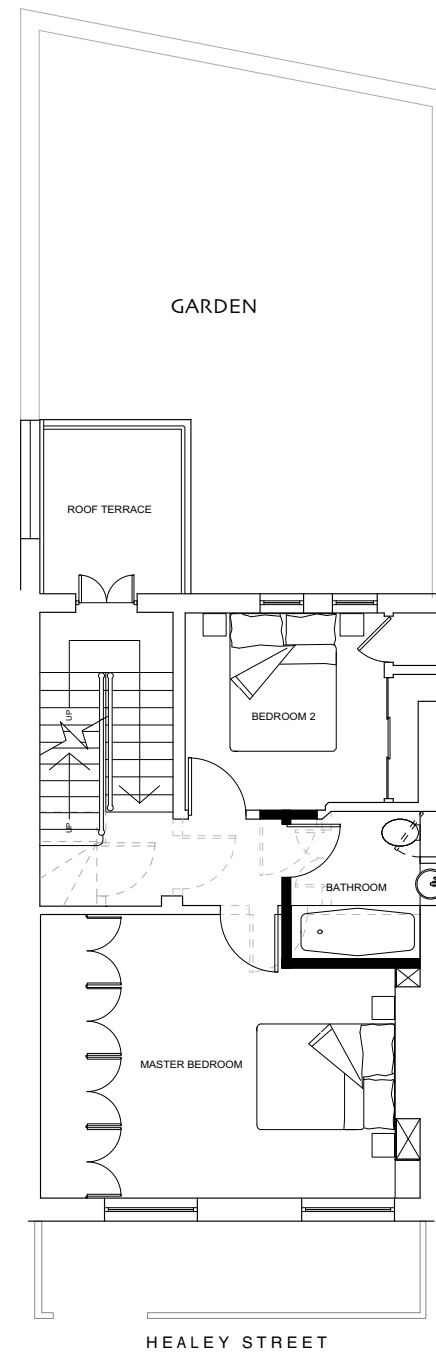 GARDEN
ROOF TERRACE
UP
BEDROOM 2
UP
BATHROOM
MASTER BEDROOM
HEALEY STREET